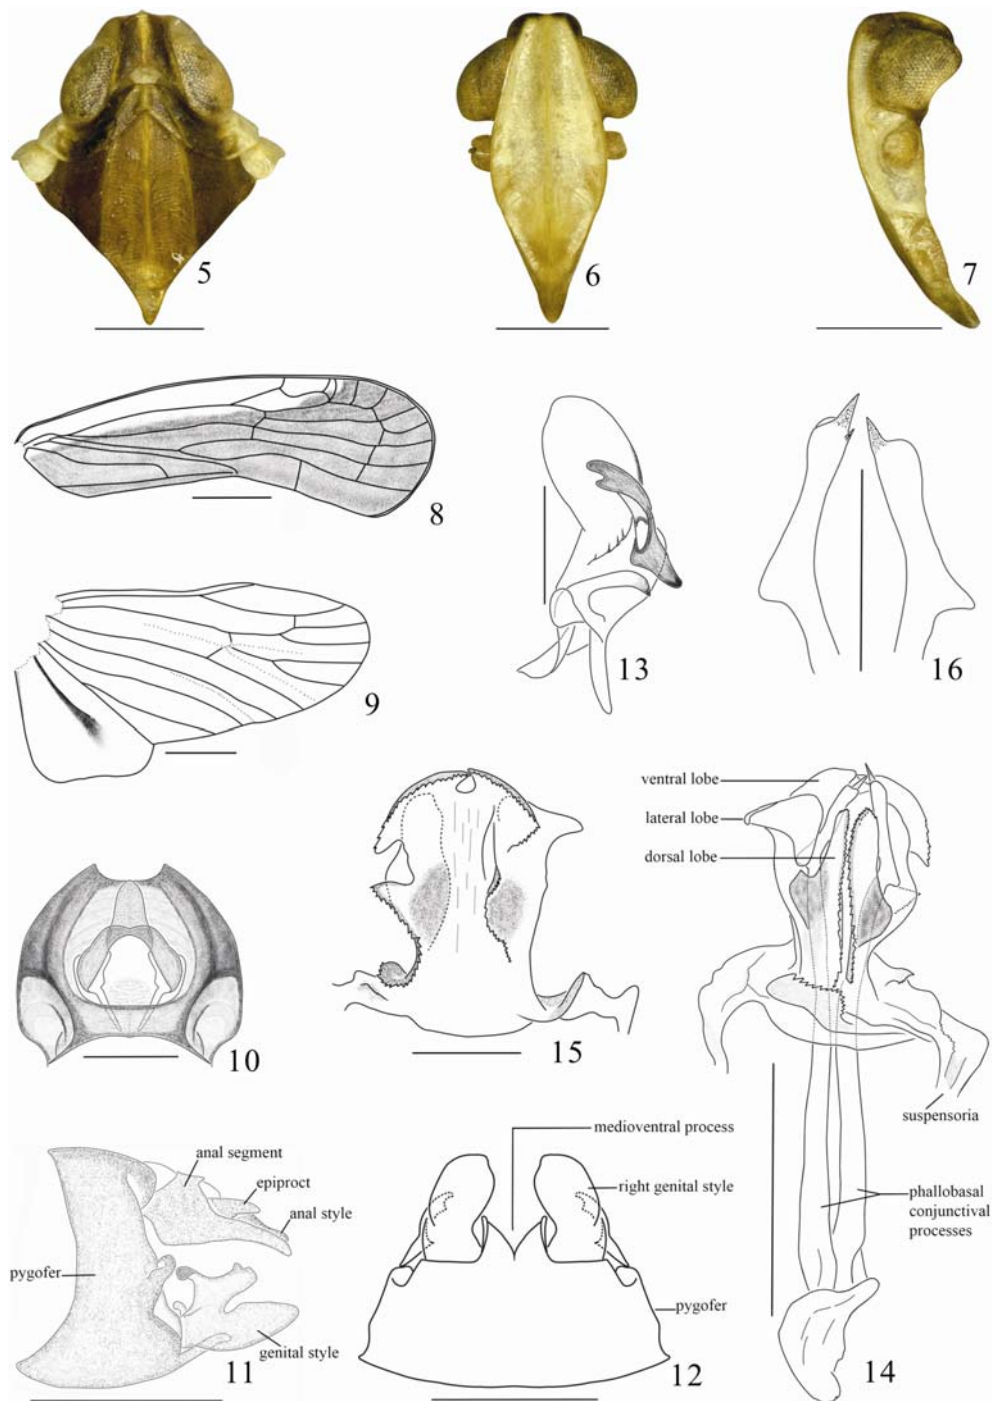 5
6
7
8
13
16
9
ventral lobe
lateral lobe
dorsal lobe
10
15
suspensoria
medioventral process
anal segment
epiproct
right genital style
anal style
phallobasal
conjunctival
processes
pygofer
pygofer
genital style
11
12
14